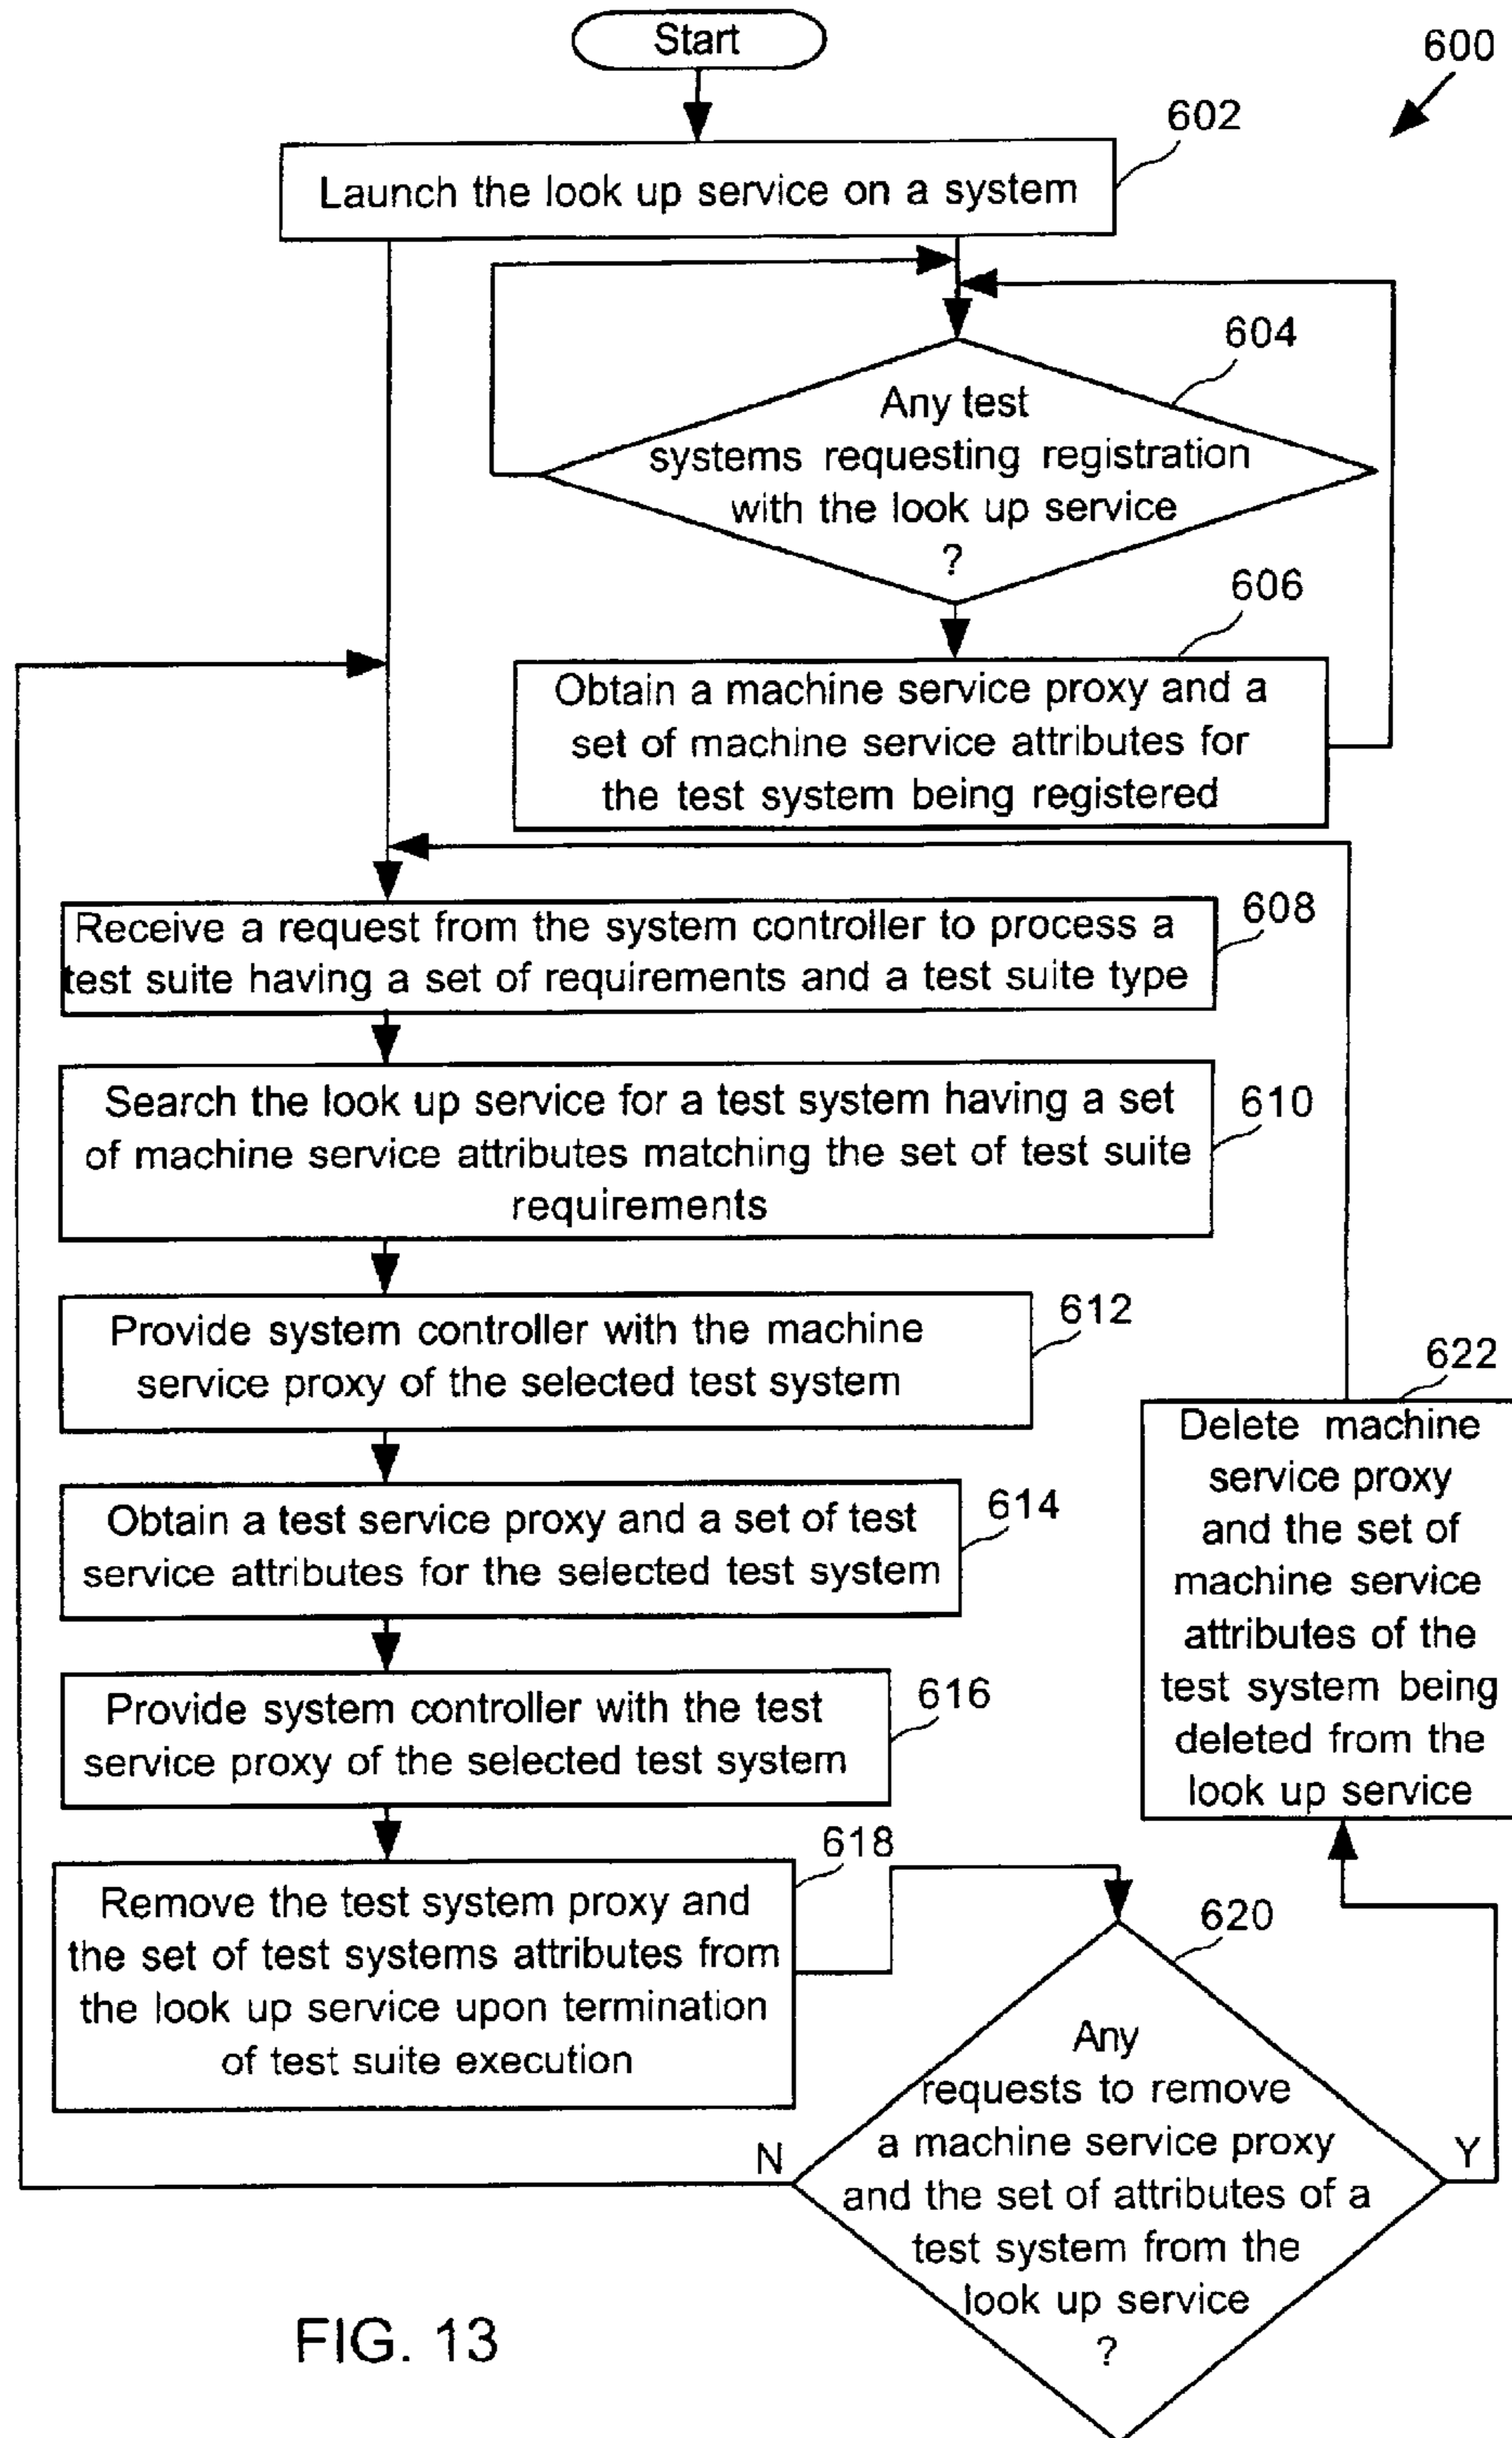 Start
600
602
Launch the look up service on a system
604
Any test
systems requesting registration
with the look up service
?
606
Obtain a machine service proxy and a
set of machine service attributes for
the test system being registered
608
Receive a request from the system controller to process a
test suite having a set of requirements and a test suite type
610
Search the look up service for a test system having a set
of machine service attributes matching the set of test suite
requirements
612
Provide system controller with the machine
service proxy of the selected test system
614
Obtain a test service proxy and a set of test
service attributes for the selected test system
616
Provide system controller with the test
service proxy of the selected test system
618
Remove the test system proxy and
the set of test systems attributes from
the look up service upon termination
of test suite execution
620
Any
requests to remove
a machine service proxy
and the set of attributes of a
test system from the
look up service
?
N
Y
622
Delete machine
service proxy
and the set of
machine service
attributes of the
test system being
deleted from the
look up service
FIG. 13